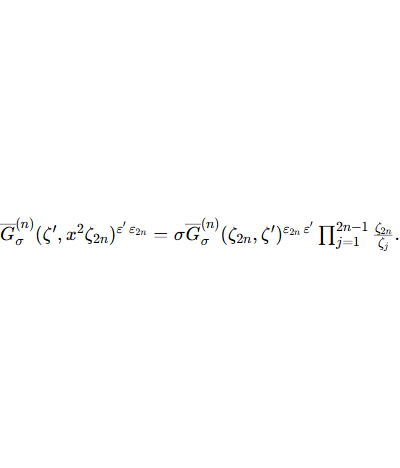 $\overline{G}_{\sigma}^{(n)}(\zeta', x^2\zeta_{2n})^{\varepsilon'\,\varepsilon_{2n}} = \sigma\overline{G}_{\sigma}^{(n)}(\zeta_{2n}, \zeta')^{\varepsilon_{2n}\,\varepsilon'} \prod_{j=1}^{2n-1} \frac{\zeta_{2n}}{\zeta_j}.$